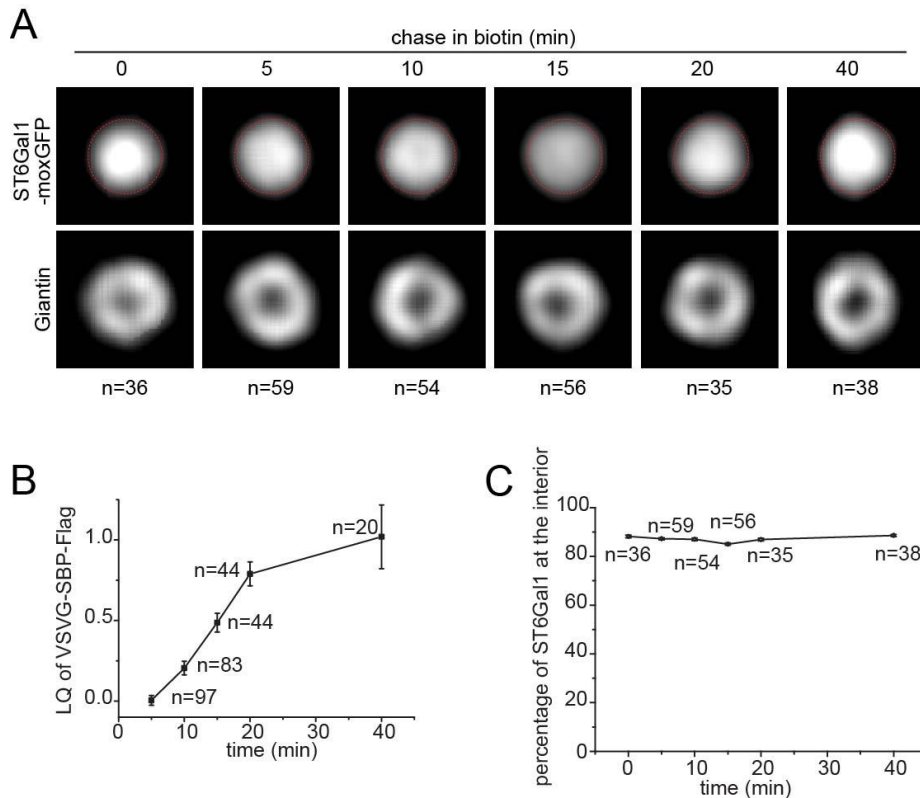 A
chase in biotin (min)
0 5 10 15 20 40
ST6Gal1
-moxGFP
Giantin
n=36 n=59 n=54 n=56 n=35 n=38
B
LQ of VSVG-SBP-Flag
1.0
0.5
0.0
n=20
n=44
n=44
n=83
n=97
0 10 20 30 40
time (min)
C
percentage of ST6Gal1 at the interior
100
80
60
40
20
0
n=36
n=59
n=54
n=56
n=35
n=38
0 10 20 30 40
time (min)